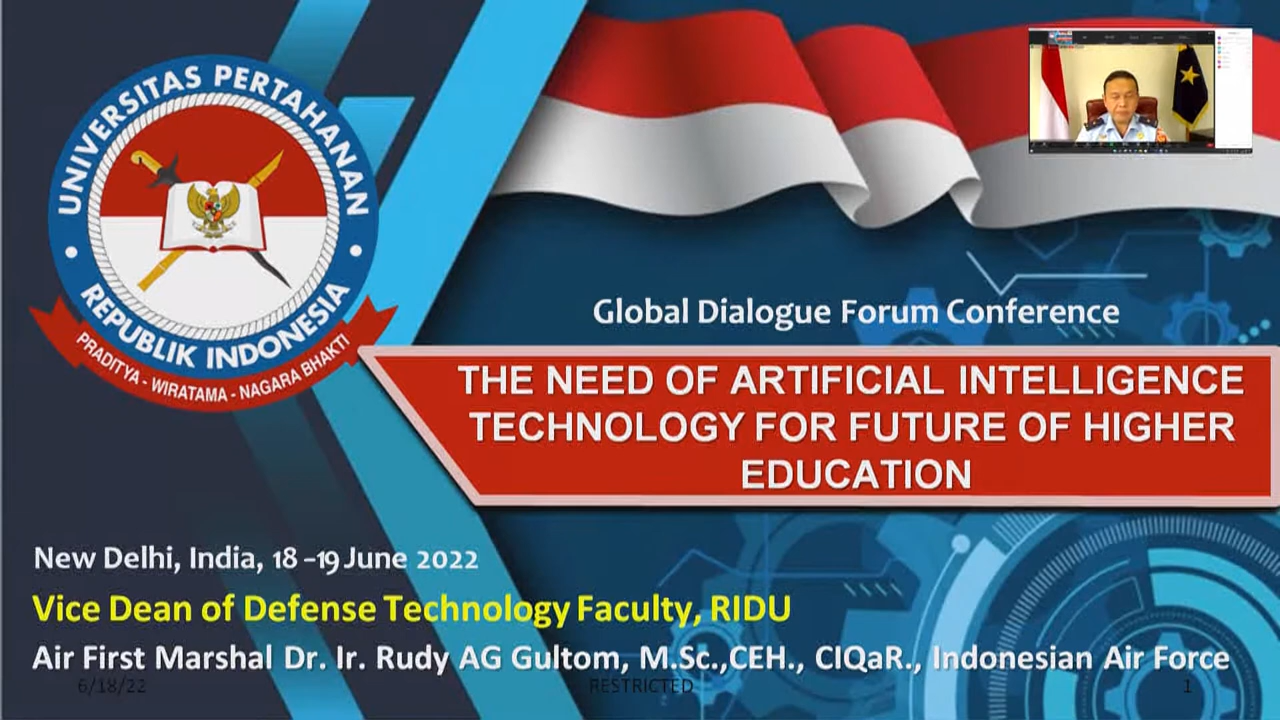 UNIVERSITAS PERTAHANAN
REPUBLIK INDONESIA
PRADITYA - WIRATAMA - NAGARA BHAKTI
Global Dialogue Forum Conference
THE NEED OF ARTIFICIAL INTELLIGENCE
TECHNOLOGY FOR FUTURE OF HIGHER
EDUCATION
New Delhi, India, 18 –19 June 2022
Vice Dean of Defense Technology Faculty, RIDU
Air First Marshal Dr. Ir. Rudy AG Gultom, M.Sc.,CEH., CIQaR., Indonesian Air Force
6/18/22 RESTRICTED 1